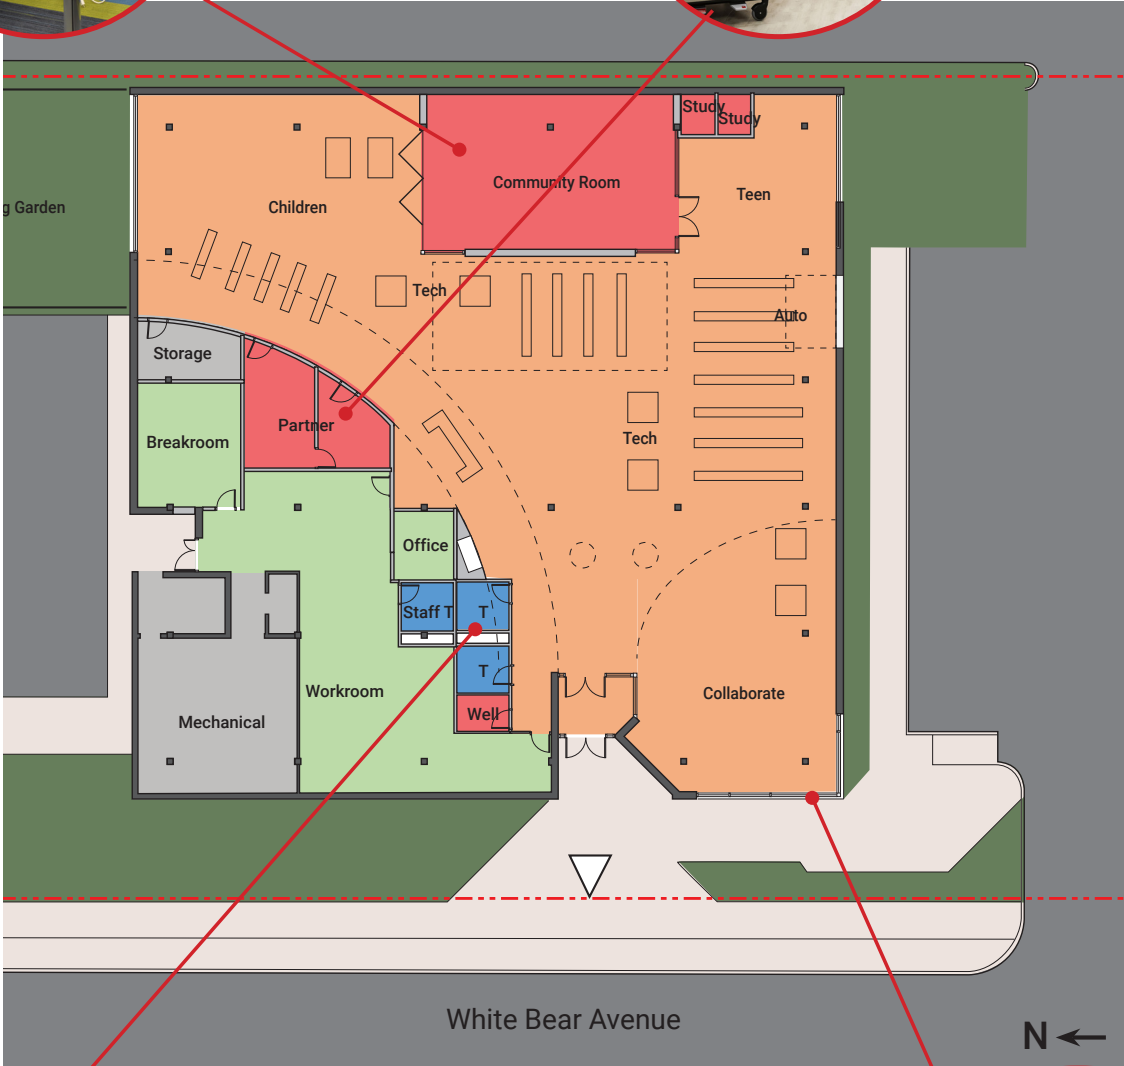 Study
Study
Community Room
Teen
Children
g Garden
Tech
Auto
Storage
Partner
Tech
Breakroom
Office
Staff T
T
T
Workroom
Collaborate
Well
Mechanical
White Bear Avenue
N